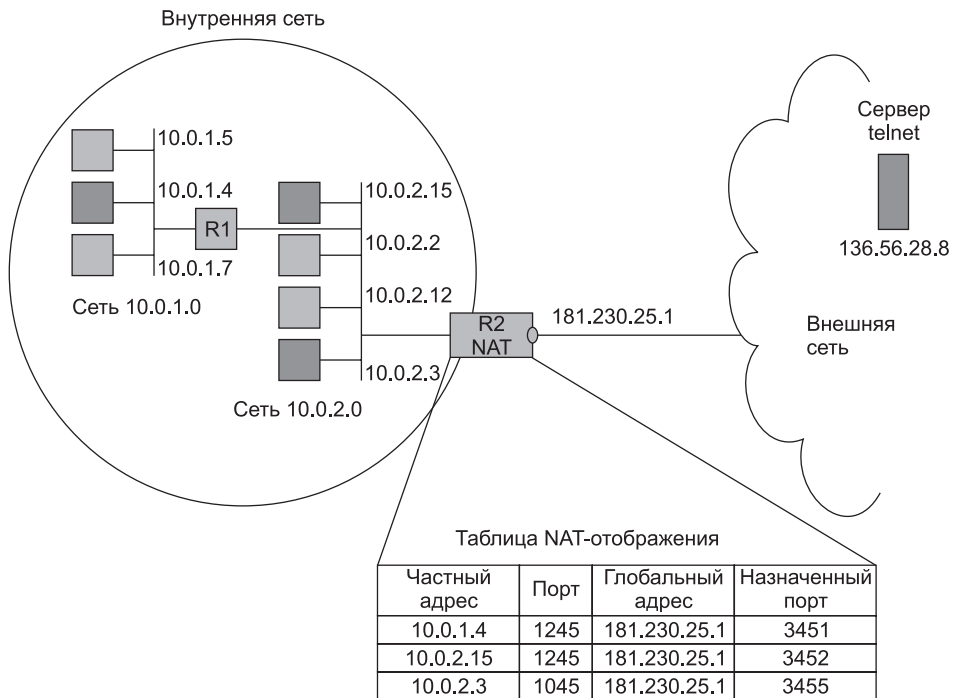 Внутренняя сеть
10.0.1.5
10.0.1.4
R1
10.0.1.7
Сеть 10.0.1.0
10.0.2.15
10.0.2.2
10.0.2.12
10.0.2.3
Сеть 10.0.2.0
R2
NAT
181.230.25.1
Сервер
telnet
136.56.28.8
Внешняя
сеть
Таблица NAT-отображения
Частный адрес Порт Глобальный адрес Назначенный порт
10.0.1.4 1245 181.230.25.1 3451
10.0.2.15 1245 181.230.25.1 3452
10.0.2.3 1045 181.230.25.1 3455